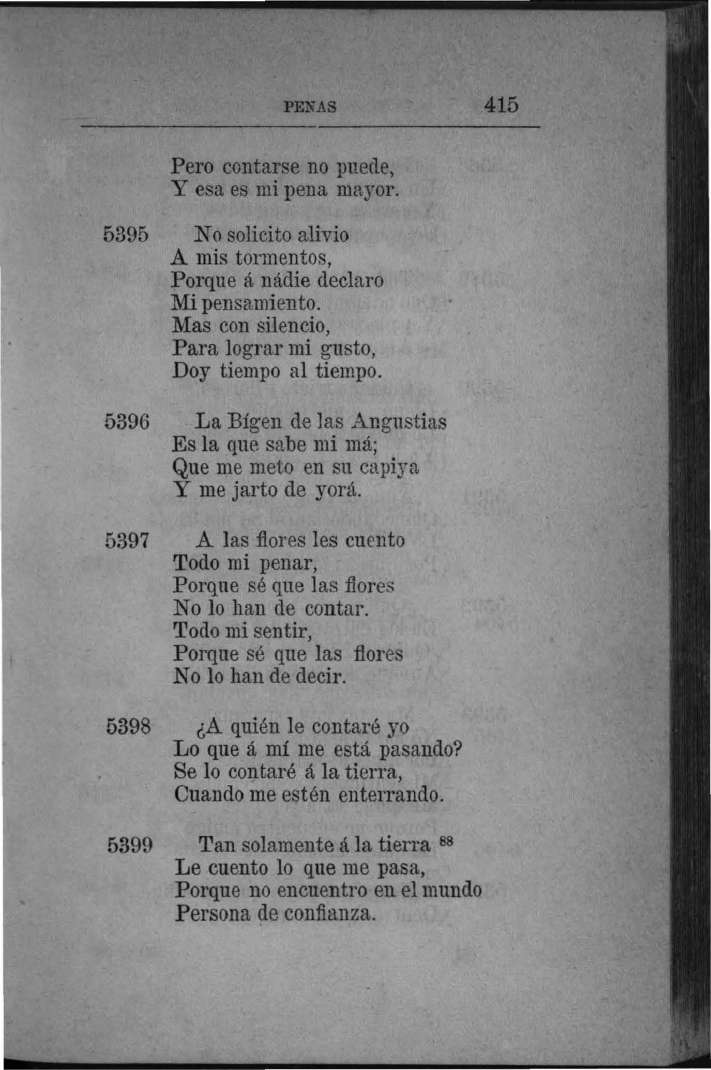 PENAS 415
Pero contarse no puede,
Y esa es mi pena mayor.
5395 No solicito alivio
A mis tormentos,
Porque á nádie declaro
Mi pensamiento.
Mas con silencio,
Para lograr mi gusto,
Doy tiempo al tiempo.
5396 La Bígen de las Angustias
Es la que sabe mi má;
Que me meto en su capiya
Y me jarto de yorá.
5397 A las flores les cuento
Todo mi penar,
Porque sé que las flores
No lo han de contar.
Todo mi sentir,
Porque sé que las flores
No lo han de decir.
5398 ¿A quién le contaré yo
Lo que á mí me está pasando?
Se lo contaré á la tierra,
Cuando me estén enterrando.
5399 Tan solamente á la tierra 88
Le cuento lo que me pasa,
Porque no encuentro en el mundo
Persona de confianza.